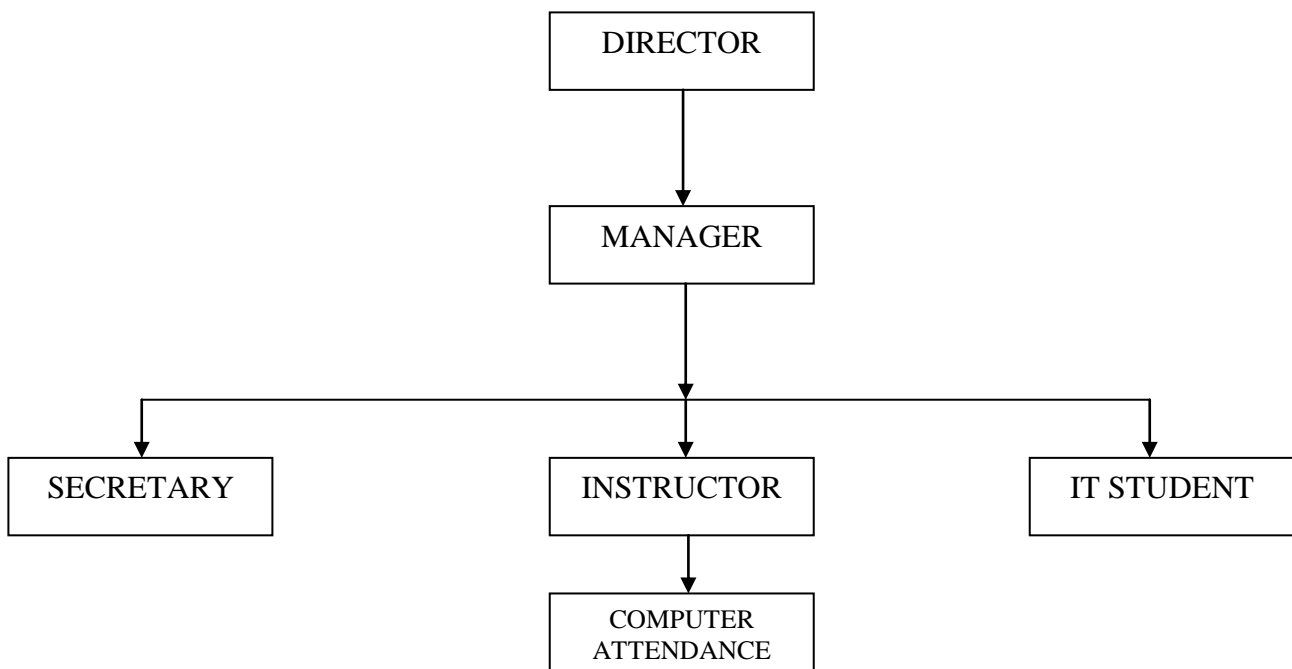 DIRECTOR
MANAGER
SECRETARY
INSTRUCTOR
IT STUDENT
COMPUTER
ATTENDANCE